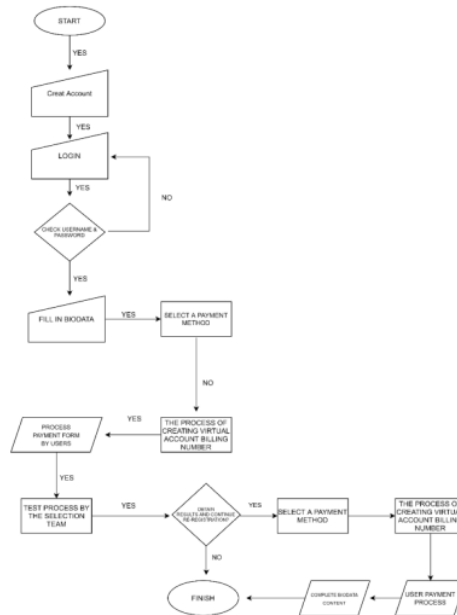 START
YES
Creat Account
YES
LOGIN
YES
NO
CHECK USERNAME &
PASSWORD
YES
FILL IN BIODATA
YES
SELECT A PAYMENT
METHOD
NO
PROCESS
PAYMENT FORM
BY USERS
YES
THE PROCESS OF
CREATING VIRTUAL
ACCOUNT BILLING
NUMBER
YES
TEST PROCESS BY
THE SELECTION
TEAM
YES
OBTAIN
RESULTS AND CONTINUE
RE-REGISTRATION?
YES
SELECT A PAYMENT
METHOD
THE PROCESS OF
CREATING VIRTU
ACCOUNT BILLING
NUMBER
NO
FINISH
COMPLETE BIODATA
CONTENT
USER PAYMENT
PROCESS